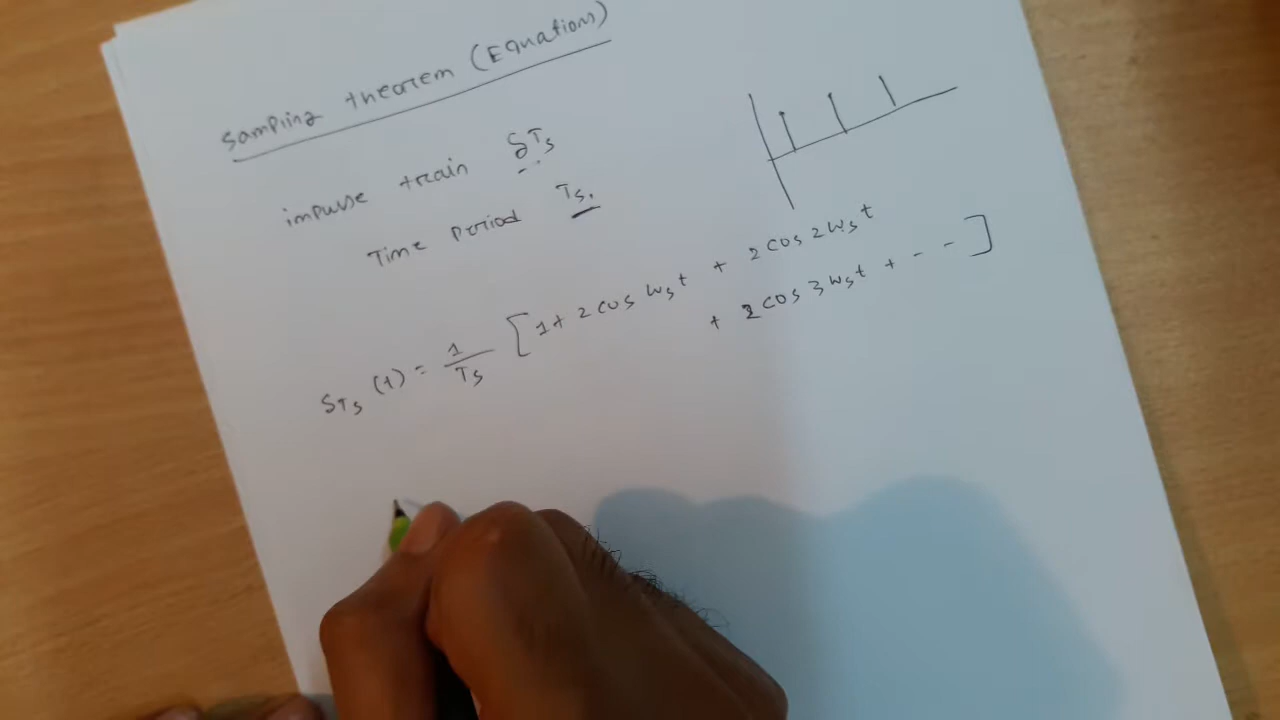 Sampling theorem (Equations)
impulse train δTs
Time period Ts.
δTs (t) = 1/Ts [1 + 2 cos ωst + 2 cos 2ωst
+ 2 cos 3ωst + - - ]